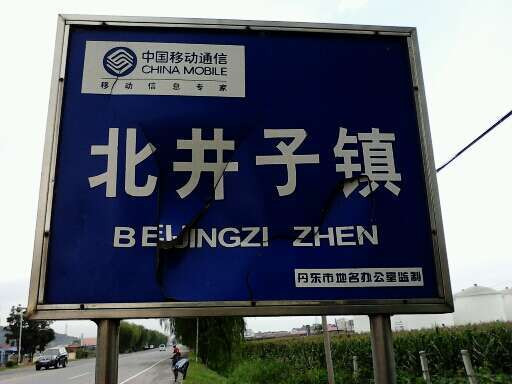 中国移动通信
CHINA MOBILE
移动信息专家
北井子镇
BEIJINGZI ZHEN
丹东市地名办公室监制